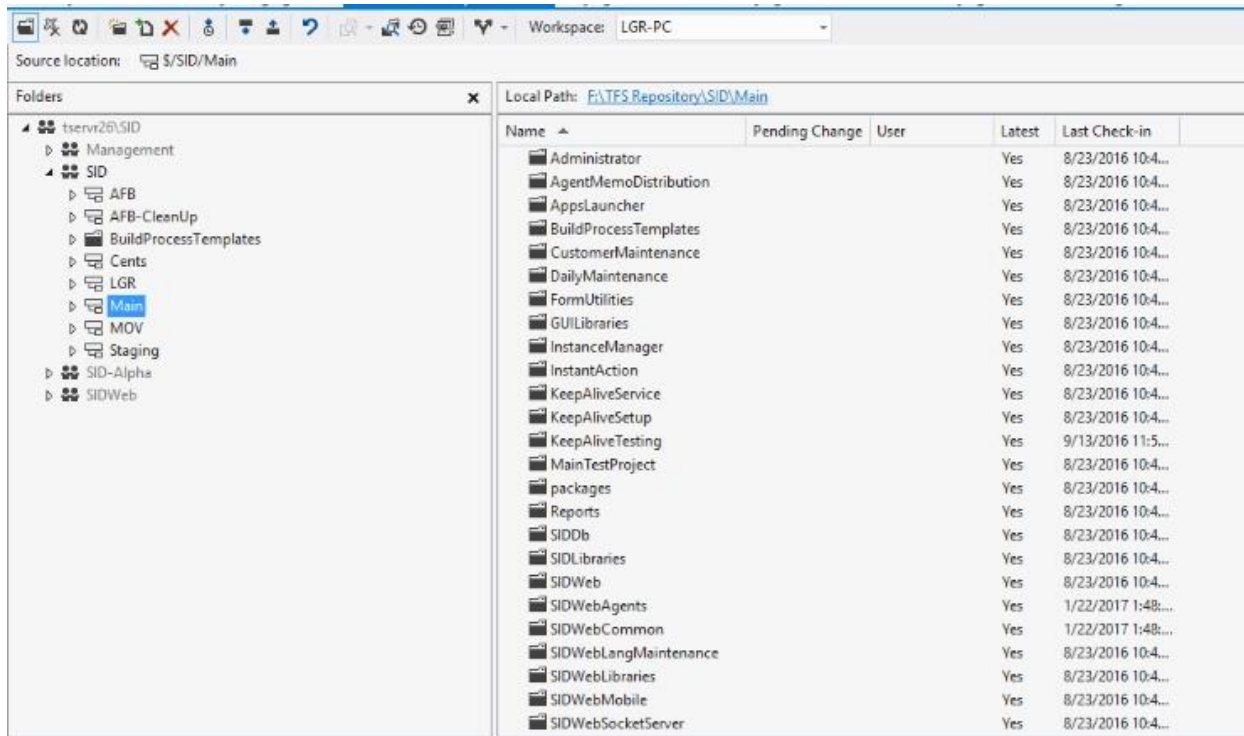 Workspace: LGR-PC
Source location: $/SID/Main
Folders
tservr26\SID
Management
SID
AFB
AFB-CleanUp
BuildProcessTemplates
Cents
LGR
Main
MOV
Staging
SID-Alpha
SIDWeb
Local Path: F:\TFS Repository\SID\Main
Name Pending Change User Latest Last Check-in
Administrator Yes 8/23/2016 10:4...
AgentMemoDistribution Yes 8/23/2016 10:4...
AppsLauncher Yes 8/23/2016 10:4...
BuildProcessTemplates Yes 8/23/2016 10:4...
CustomerMaintenance Yes 8/23/2016 10:4...
DailyMaintenance Yes 8/23/2016 10:4...
FormUtilities Yes 8/23/2016 10:4...
GUILibraries Yes 8/23/2016 10:4...
InstanceManager Yes 8/23/2016 10:4...
InstantAction Yes 8/23/2016 10:4...
KeepAliveService Yes 8/23/2016 10:4...
KeepAliveSetup Yes 8/23/2016 10:4...
KeepAliveTesting Yes 9/13/2016 11:5...
MainTestProject Yes 8/23/2016 10:4...
packages Yes 8/23/2016 10:4...
Reports Yes 8/23/2016 10:4...
SIDDb Yes 8/23/2016 10:4...
SIDLibraries Yes 8/23/2016 10:4...
SIDWeb Yes 8/23/2016 10:4...
SIDWebAgents Yes 1/22/2017 1:48:...
SIDWebCommon Yes 1/22/2017 1:48:...
SIDWebLangMaintenance Yes 8/23/2016 10:4...
SIDWebLibraries Yes 8/23/2016 10:4...
SIDWebMobile Yes 8/23/2016 10:4...
SIDWebSocketServer Yes 8/23/2016 10:4...